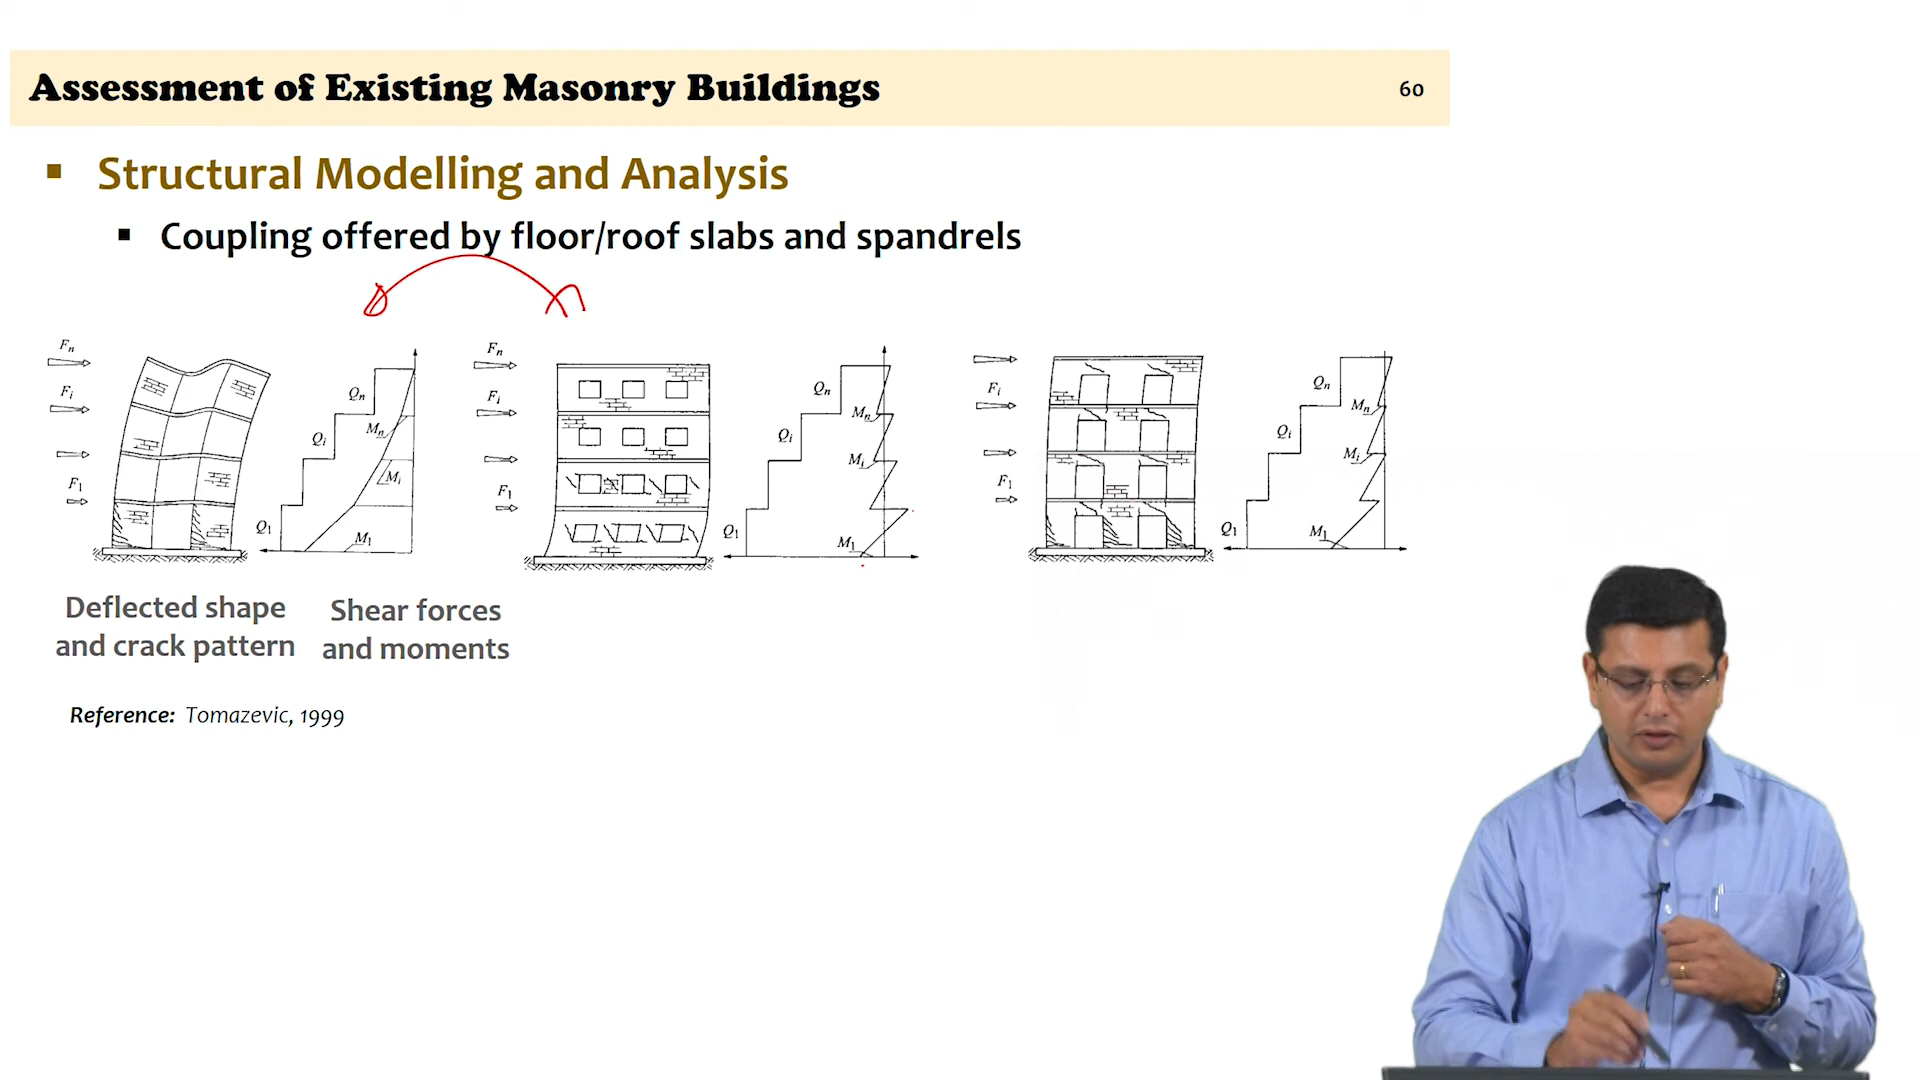 Assessment of Existing Masonry Buildings
60
▪ Structural Modelling and Analysis
▪ Coupling offered by floor/roof slabs and spandrels
Fn
Fi
F1
Qn
Qi
Q1
Mn
Mi
M1
Fn
Fi
F1
Qn
Qi
Q1
Mn
Mi
M1
Fi
F1
Qn
Qi
Q1
Mn
Mi
M1
Deflected shape
and crack pattern
Shear forces
and moments
Reference: Tomazevic, 1999